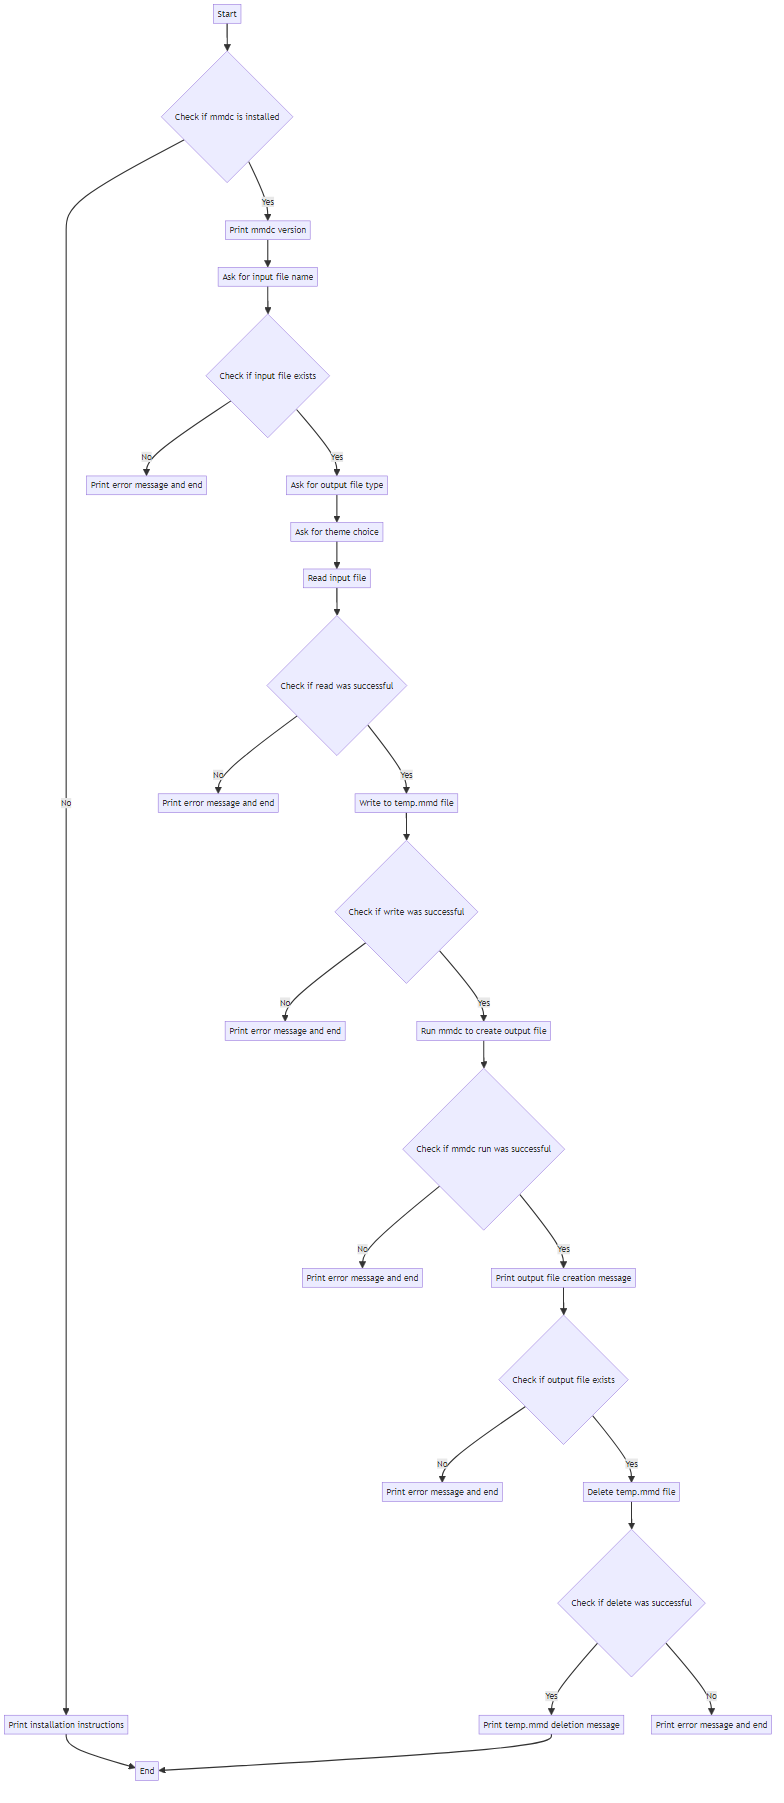 Start
Check if mmdc is installed
Yes
Print mmdc version
Ask for input file name
Check if input file exists
No
Yes
Print error message and end
Ask for output file type
Ask for theme choice
Read input file
Check if read was successful
No
Yes
No
Print error message and end
Write to temp.mmd file
Check if write was successful
No
Yes
Print error message and end
Run mmdc to create output file
Check if mmdc run was successful
No
Yes
Print error message and end
Print output file creation message
Check if output file exists
No
Yes
Print error message and end
Delete temp.mmd file
Check if delete was successful
Yes
No
Print installation instructions
Print temp.mmd deletion message
Print error message and end
End